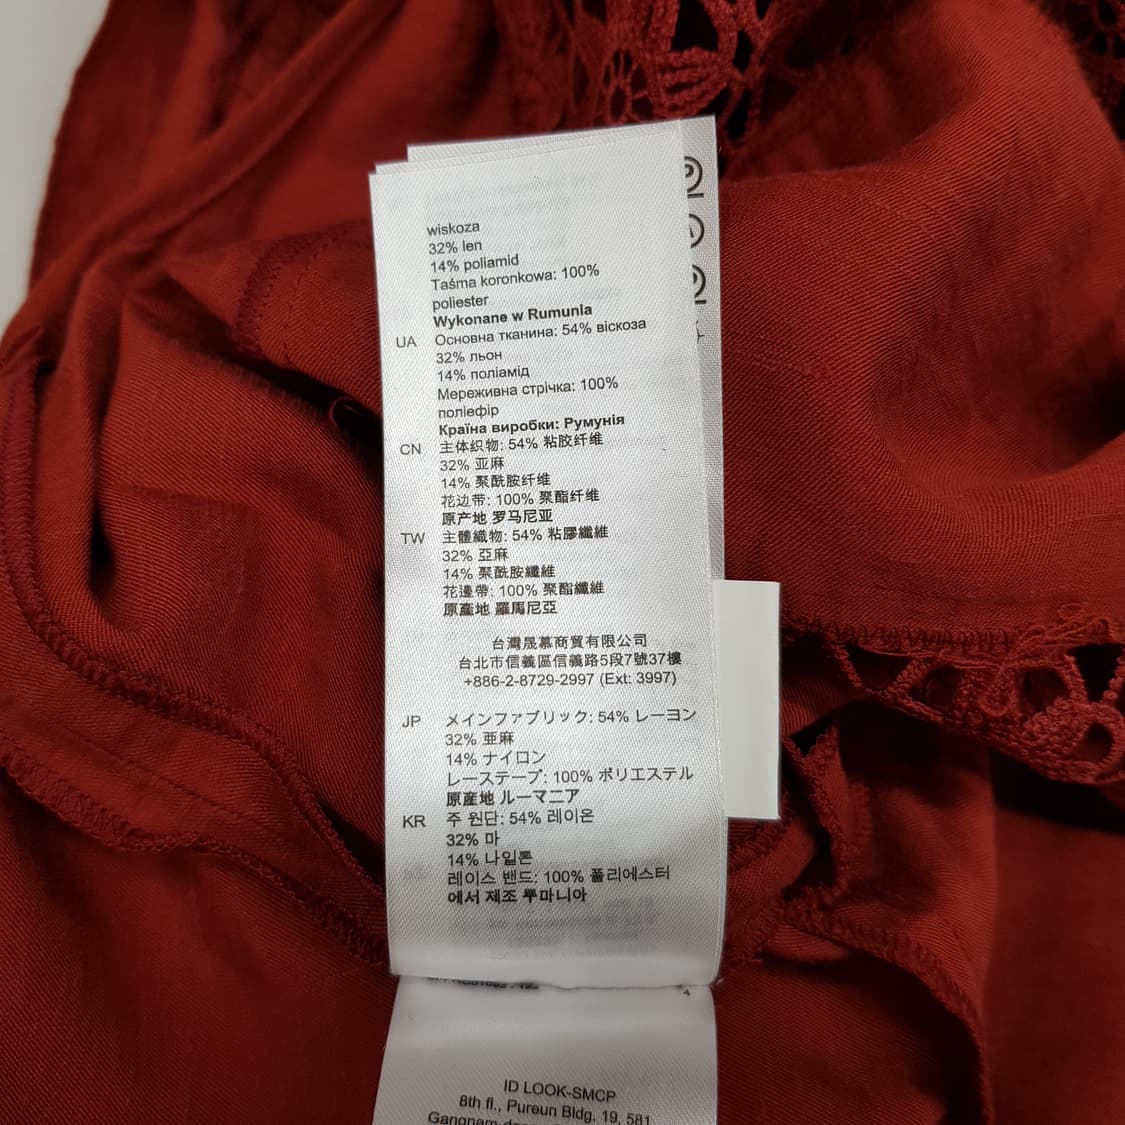 wiskoza
32% len
14% poliamid
Taśma koronkowa: 100%
poliester
Wykonane w Rumunla
UA Основна тканина: 54% віскоза
32% льон
14% поліамід
Мереживна стрічка: 100%
поліефір
Країна виробки: Румунія
CN 主体织物: 54% 粘胶纤维
32% 亚麻
14% 聚酰胺纤维
花边带: 100% 聚酯纤维
原产地 罗马尼亚
TW 主體織物: 54% 粘膠纖維
32% 亞麻
14% 聚酰胺纖維
花邊帶: 100% 聚酯纖維
原產地 羅馬尼亞
台灣晟慕商貿有限公司
台北市信義區信義路5段7號37樓
+886-2-8729-2997 (Ext: 3997)
JP メインファブリック: 54% レーヨン
32% 亜麻
14% ナイロン
レーステープ: 100% ポリエステル
原産地 ルーマニア
KR 주 원단: 54% 레이온
32% 마
14% 나일론
레이스 밴드: 100% 폴리에스터
에서 제조 루마니아
ID LOOK-SMCP
8th fl., Pureun Bldg. 19, 581